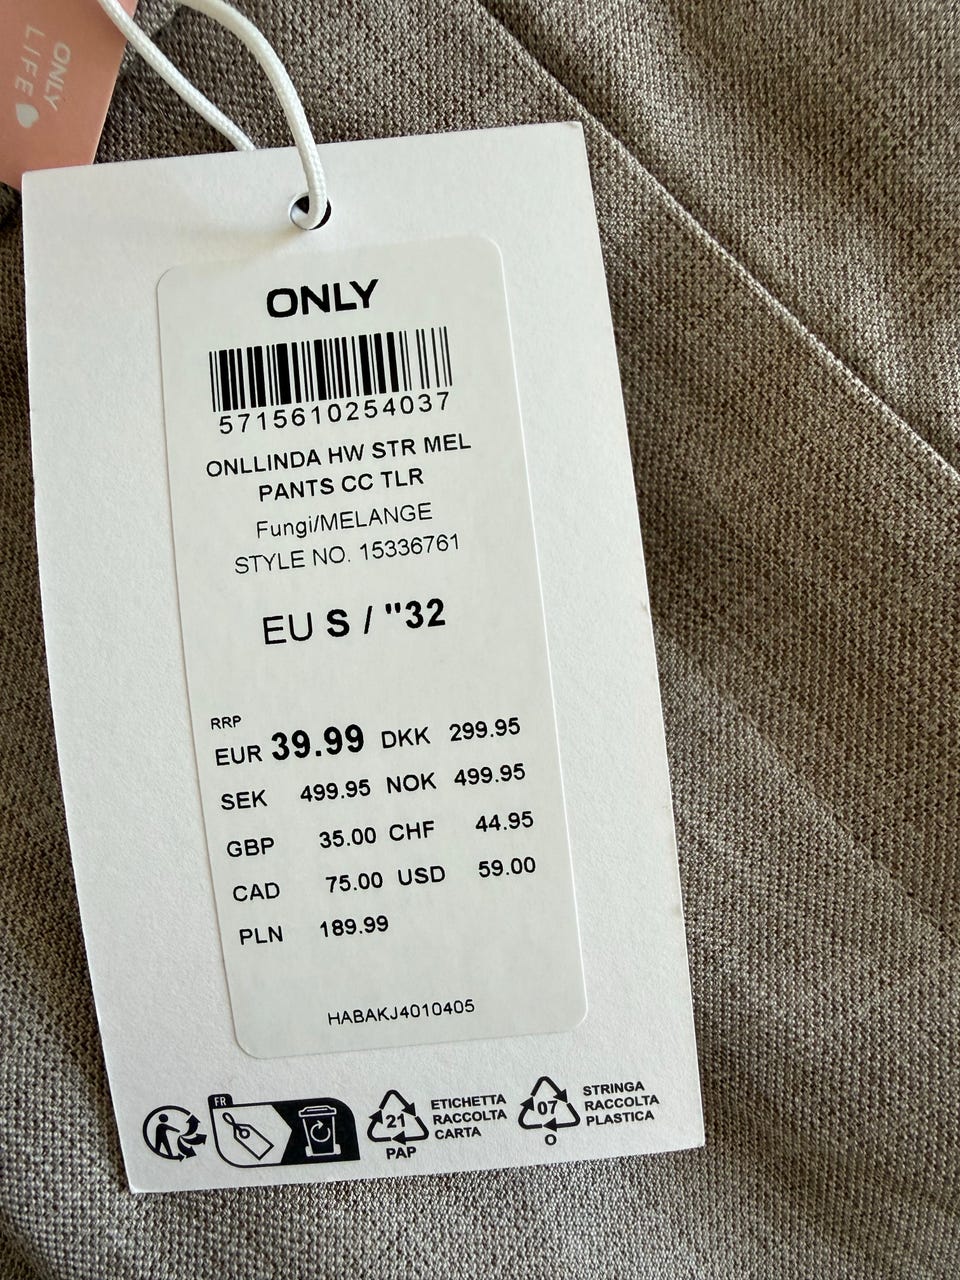 ONLY
LIFE
ONLY
5715610254037
ONLLINDA HW STR MEL
PANTS CC TLR
Fungi/MELANGE
STYLE NO. 15336761
EU S / "32
RRP
EUR 39.99 DKK 299.95
SEK 499.95 NOK 499.95
GBP 35.00 CHF 44.95
CAD 75.00 USD 59.00
PLN 189.99
HABAKJ4010405
FR
21
PAP
ETICHETTA
RACCOLTA
CARTA
07
O
STRINGA
RACCOLTA
PLASTICA